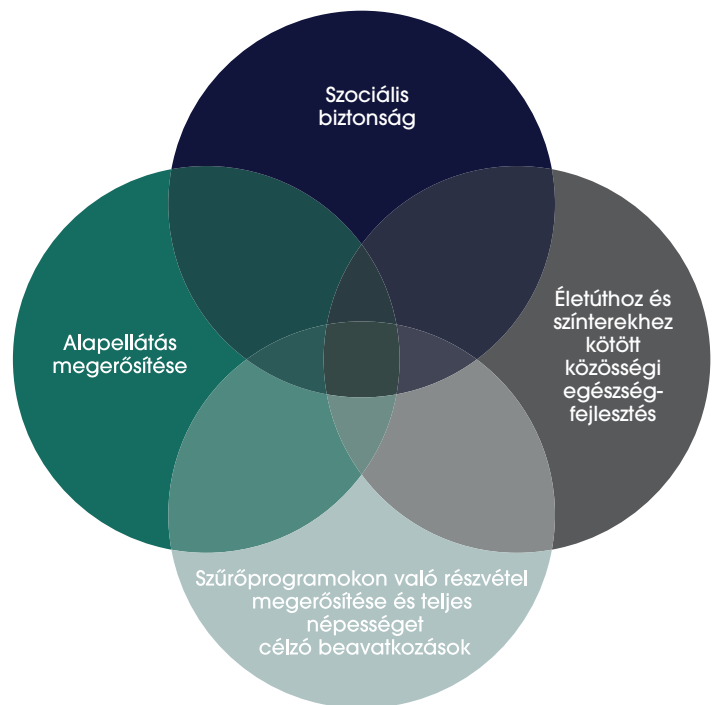 Szociális
biztonság
Alapellátás
megerősítése
Életúthoz és
színterekhez
kötött
közösségi
egészség-
fejlesztés
Szűrőprogramokon való részvétel
megerősítése és teljes
népességet
célzó beavatkozások